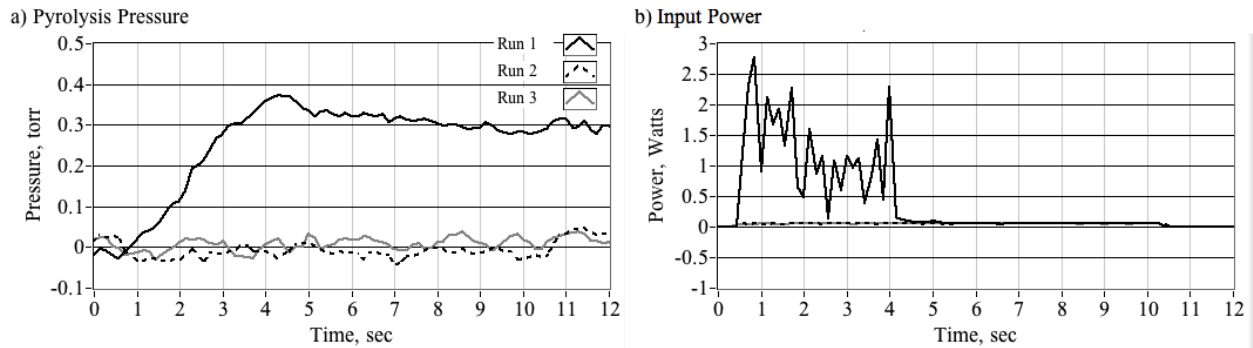 a) Pyrolysis Pressure
0.5
0.4
0.3
0.2
0.1
0
-0.1
Pressure, torr
Run 1
Run 2
Run 3
0 1 2 3 4 5 6 7 8 9 10 11 12
Time, sec
b) Input Power
3
2.5
2
1.5
1
0.5
0
-0.5
-1
Power, Watts
0 1 2 3 4 5 6 7 8 9 10 11 12
Time, sec